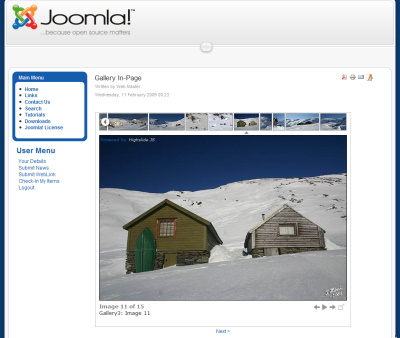 Joomla!™
...because open source matters
Main Menu
Home
Links
Contact Us
Search
Tutorials
Downloads
Joomla License
User Menu
Your Details
Submit News
Submit WebLink
Check-In My Items
Logout
Gallery In-Page
Written by Web Master
Wednesday, 11 February 2009 00:23
Powered by Highslide JS
Image 11 of 15
Gallery3: Image 11
Next >